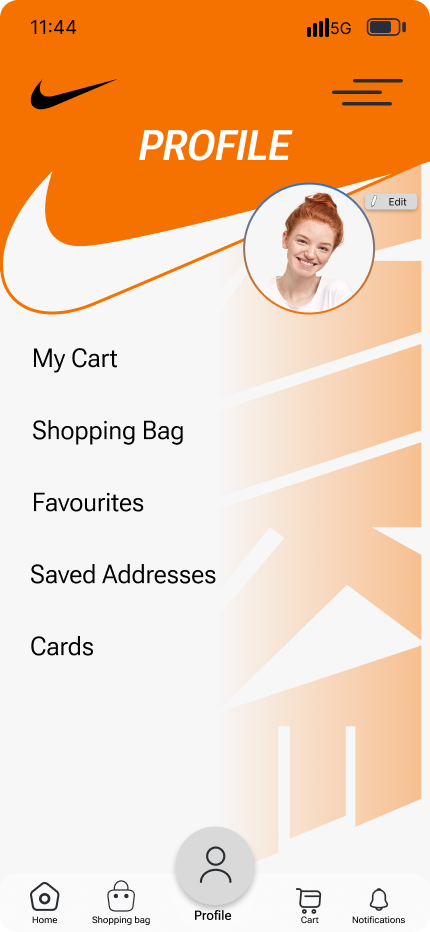 11:44
5G
PROFILE
Edit
My Cart
Shopping Bag
Favourites
Saved Addresses
Cards
NIKE
Home
Shopping bag
Profile
Cart
Notifications